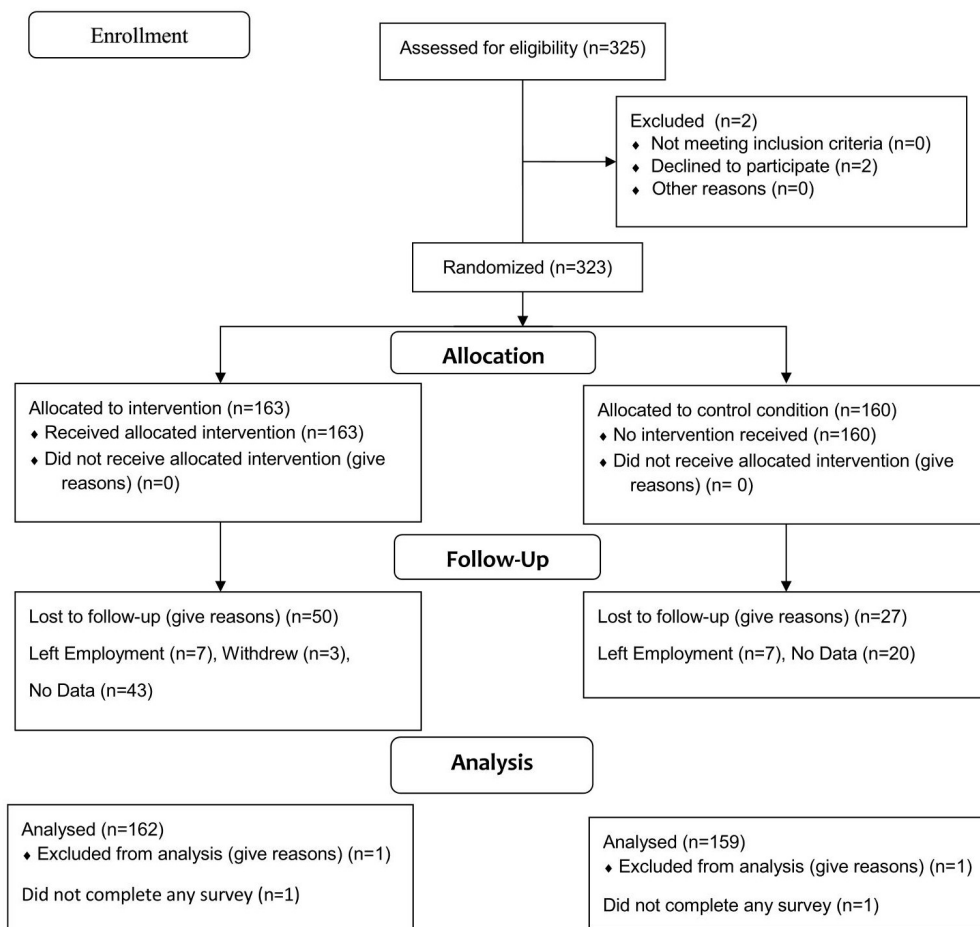 Enrollment
Assessed for eligibility (n=325)
Excluded (n=2)
♦ Not meeting inclusion criteria (n=0)
♦ Declined to participate (n=2)
♦ Other reasons (n=0)
Randomized (n=323)
Allocation
Allocated to intervention (n=163)
♦ Received allocated intervention (n=163)
♦ Did not receive allocated intervention (give
reasons) (n=0)
Allocated to control condition (n=160)
♦ No intervention received (n=160)
♦ Did not receive allocated intervention (give
reasons) (n= 0)
Follow-Up
Lost to follow-up (give reasons) (n=50)
Left Employment (n=7), Withdrew (n=3),
No Data (n=43)
Lost to follow-up (give reasons) (n=27)
Left Employment (n=7), No Data (n=20)
Analysis
Analysed (n=162)
♦ Excluded from analysis (give reasons) (n=1)
Did not complete any survey (n=1)
Analysed (n=159)
♦ Excluded from analysis (give reasons) (n=1)
Did not complete any survey (n=1)